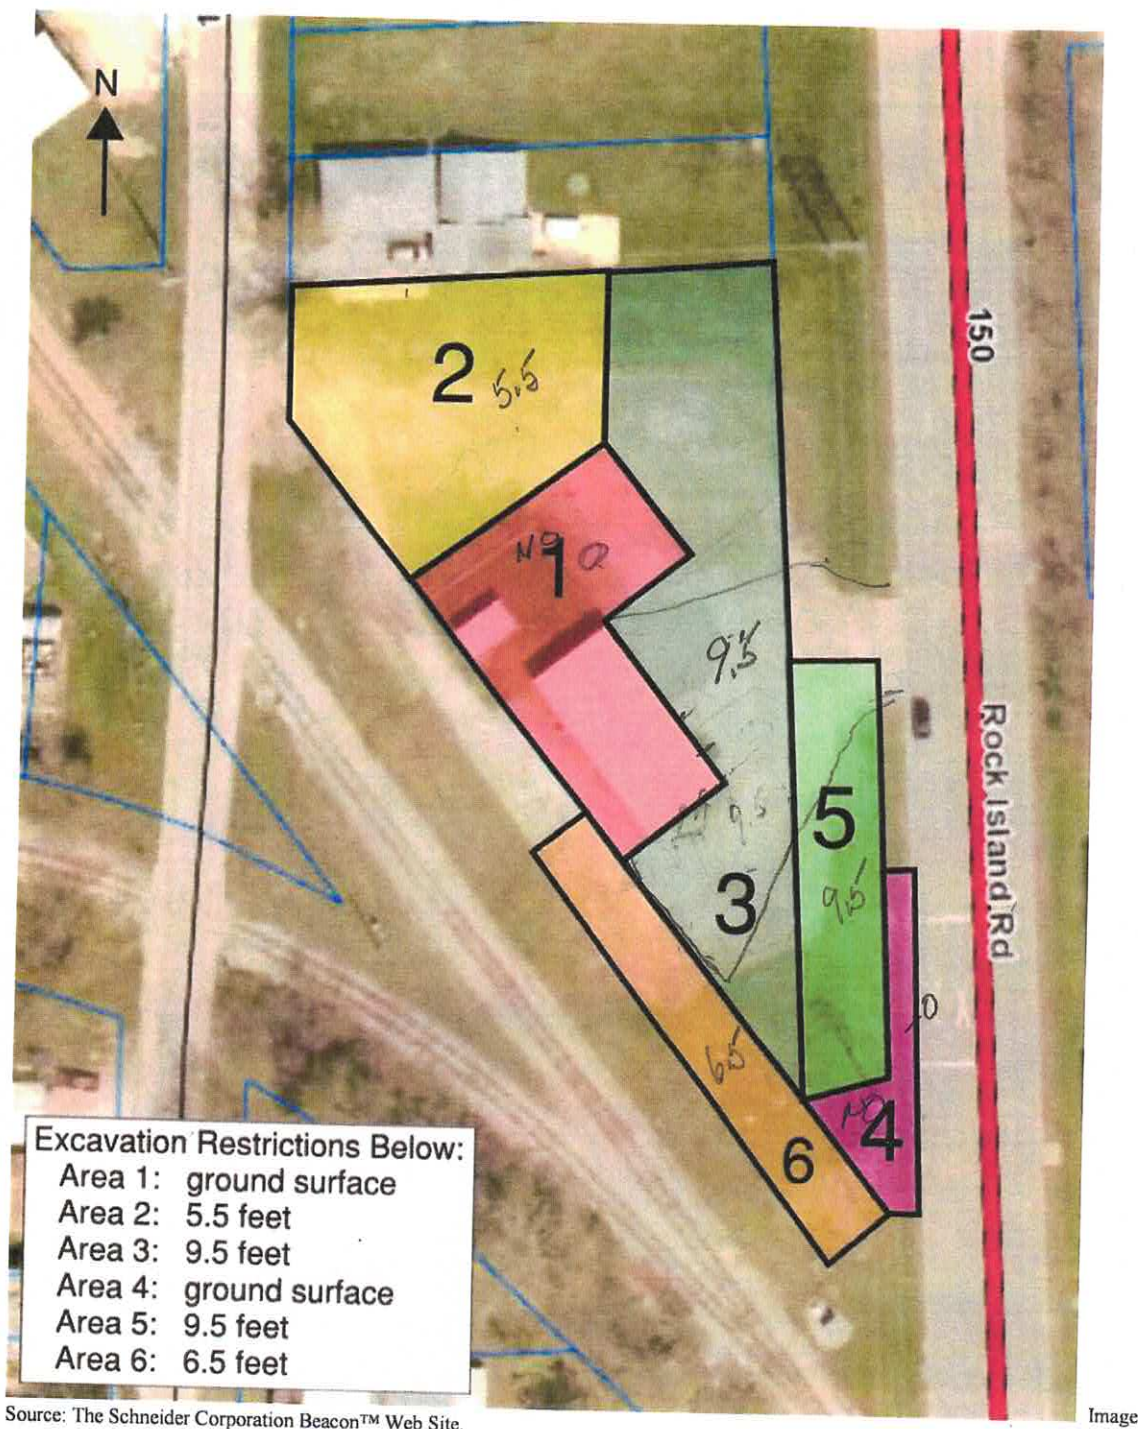 1
N
150
2
5.5
NO
1
9.5
Rock Island Rd
5
9.5
9.5
3
0
6.5
NO
4
6
Excavation Restrictions Below:
Area 1: ground surface
Area 2: 5.5 feet
Area 3: 9.5 feet
Area 4: ground surface
Area 5: 9.5 feet
Area 6: 6.5 feet
Source: The Schneider Corporation Beacon™ Web Site.
Image